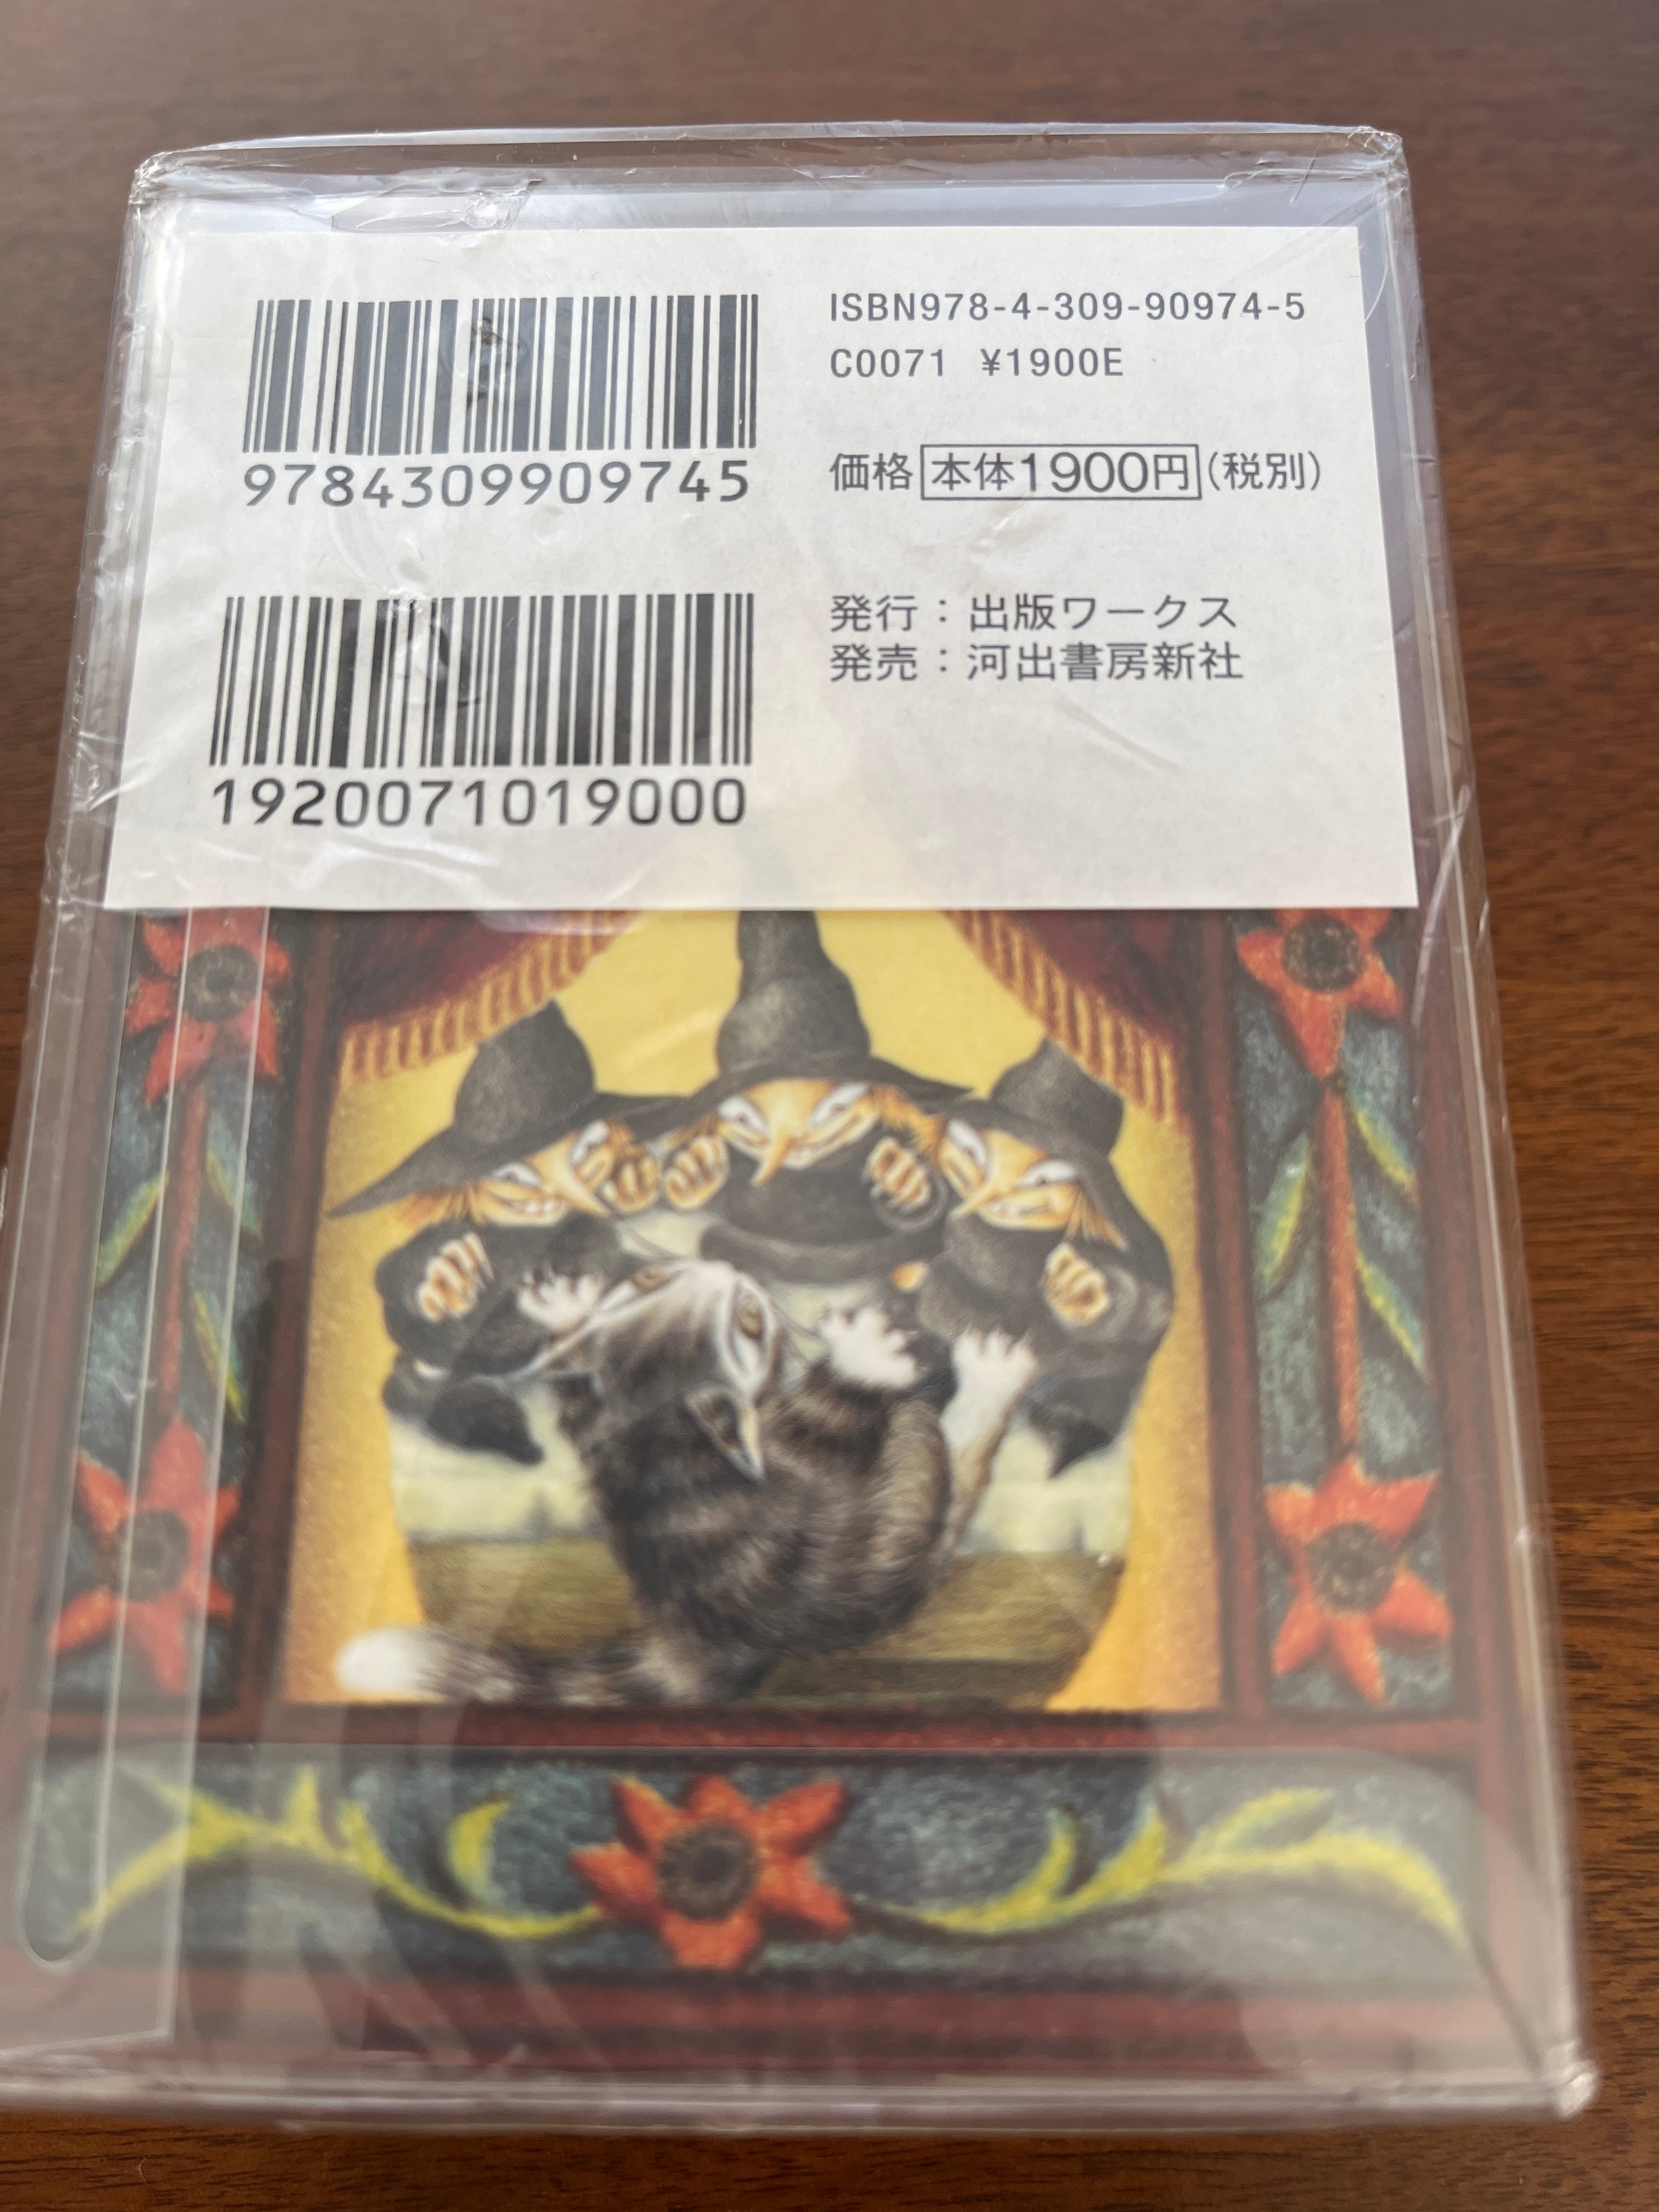 ISBN978-4-309-90974-5
C0071 ¥1900E
9784309909745
価格 本体1900円 (税別)
発行：出版ワークス
発売：河出書房新社
1920071019000